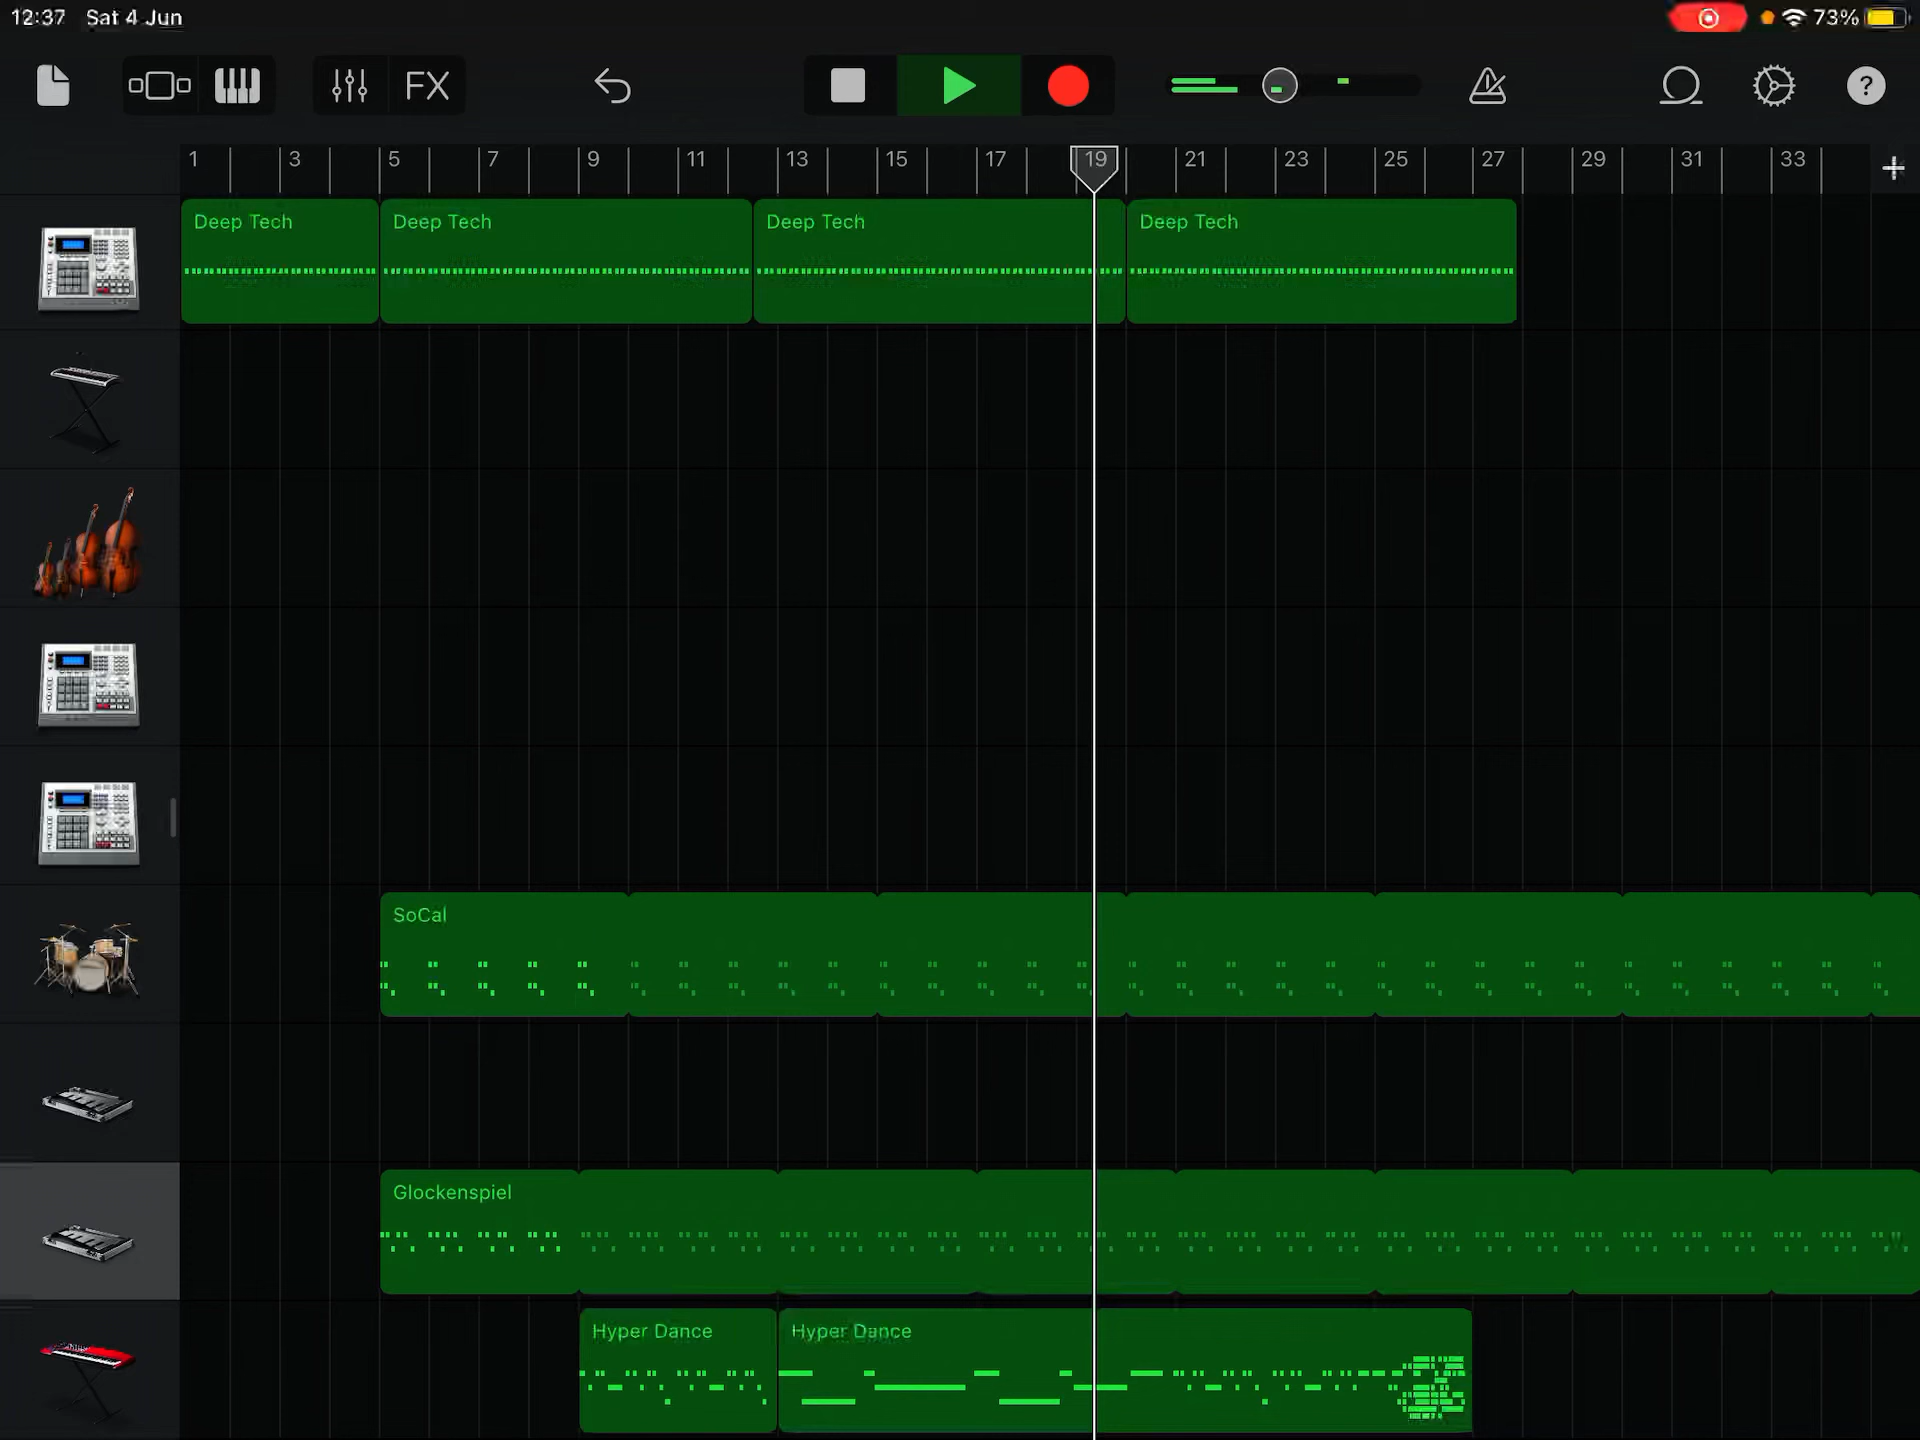 12:37 Sat 4 Jun 73%
FX ?
1 3 5 7 9 11 13 15 17 19 21 23 25 27 29 31 33 +
Deep Tech Deep Tech Deep Tech Deep Tech
SoCal
Glockenspiel
Hyper Dance Hyper Dance